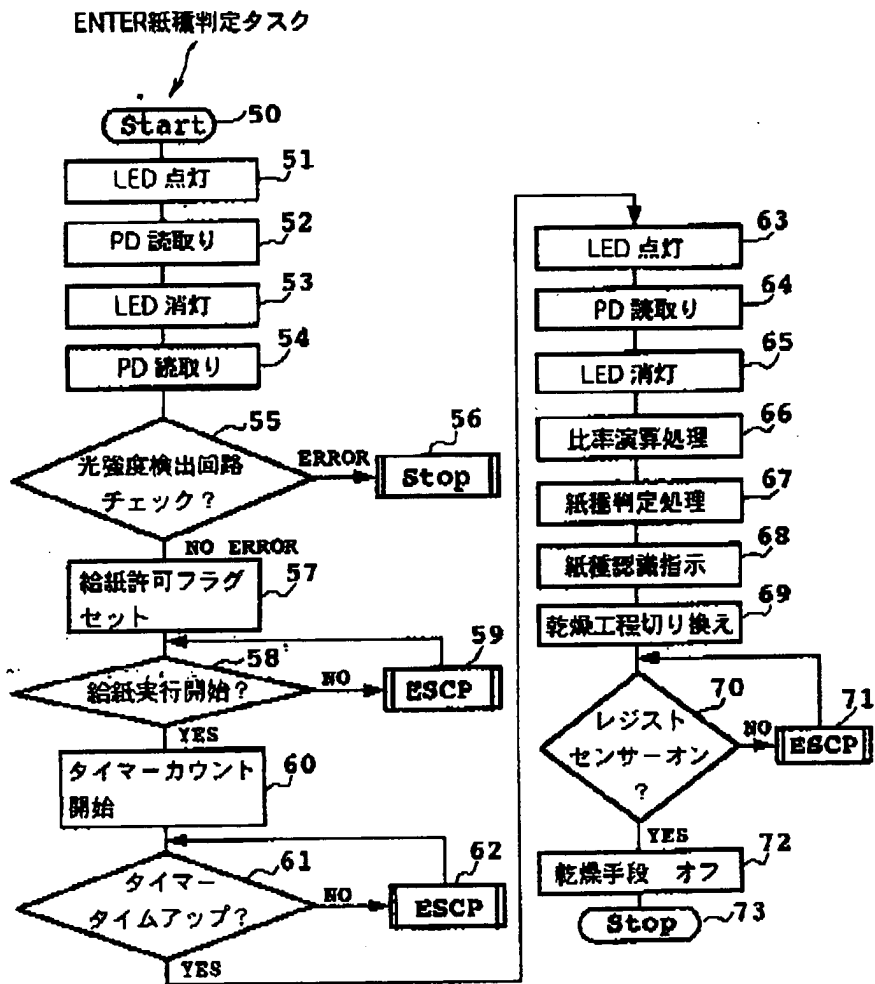 ENTER紙種判定タスク
Start
50
LED 点灯
51
PD 読取り
52
LED 消灯
53
PD 読取り
54
光強度検出回路
チェック?
55
ERROR
Stop
56
NO ERROR
給紙許可フラグ
セット
57
給紙実行開始?
58
NO
ESCP
59
YES
タイマーカウント
開始
60
タイマー
タイムアップ?
61
NO
ESCP
62
YES
LED 点灯
63
PD 読取り
64
LED 消灯
65
比率演算処理
66
紙種判定処理
67
紙種認識指示
68
乾燥工程切り換え
69
レジスト
センサーオン
?
70
NO
ESCP
71
YES
乾燥手段 オフ
72
Stop
73